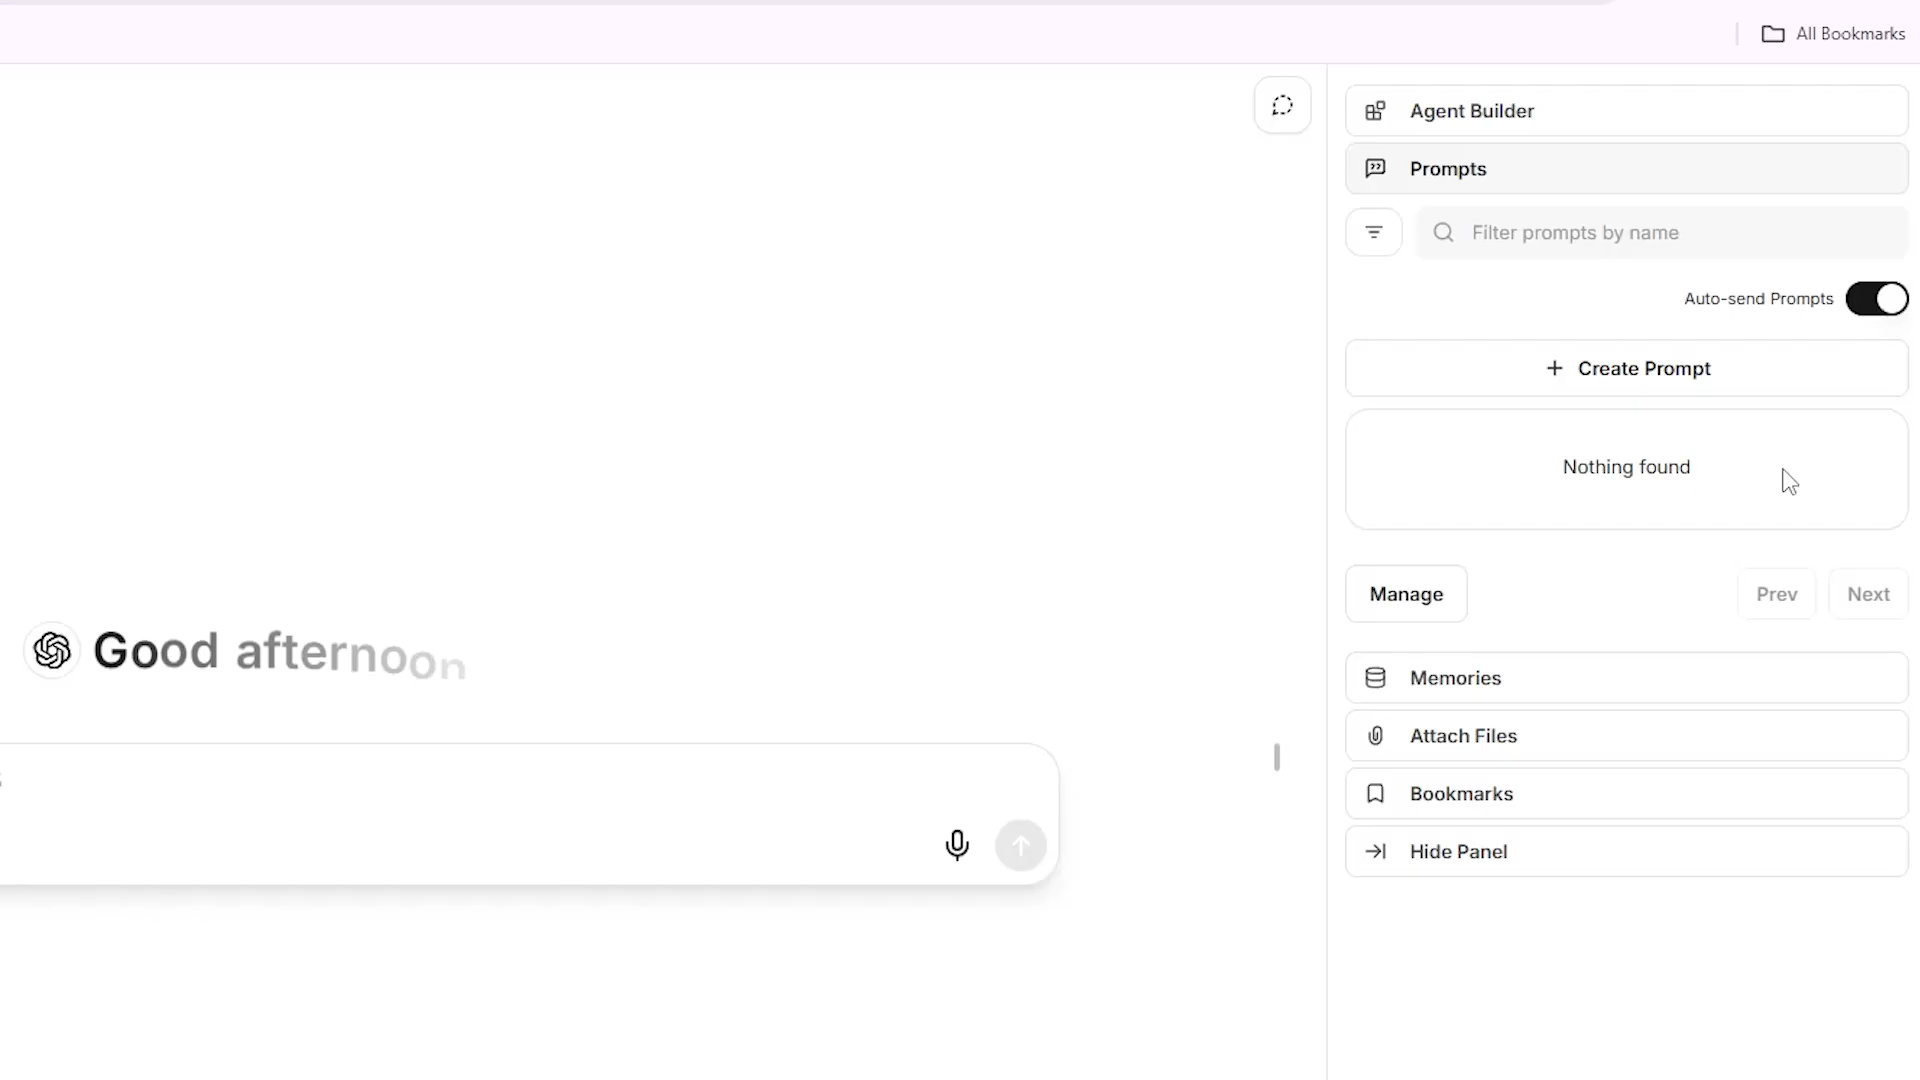 All Bookmarks
Agent Builder
Prompts
Filter prompts by name
Auto-send Prompts
Create Prompt
Nothing found
Manage
Prev
Next
Good afternoon
Memories
Attach Files
Bookmarks
Hide Panel